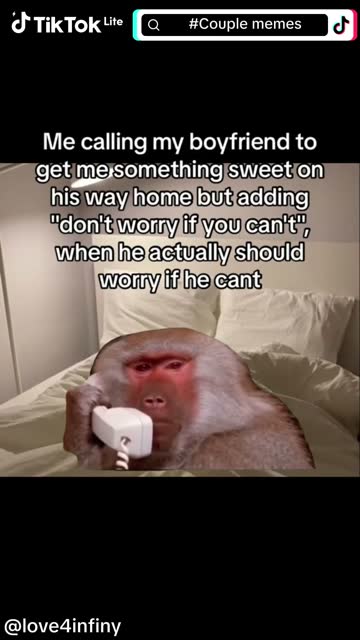 TikTok Lite
#Couple memes
Me calling my boyfriend to
get me something sweet on
his way home but adding
"don't worry if you can't",
when he actually should
worry if he cant
@love4infiny